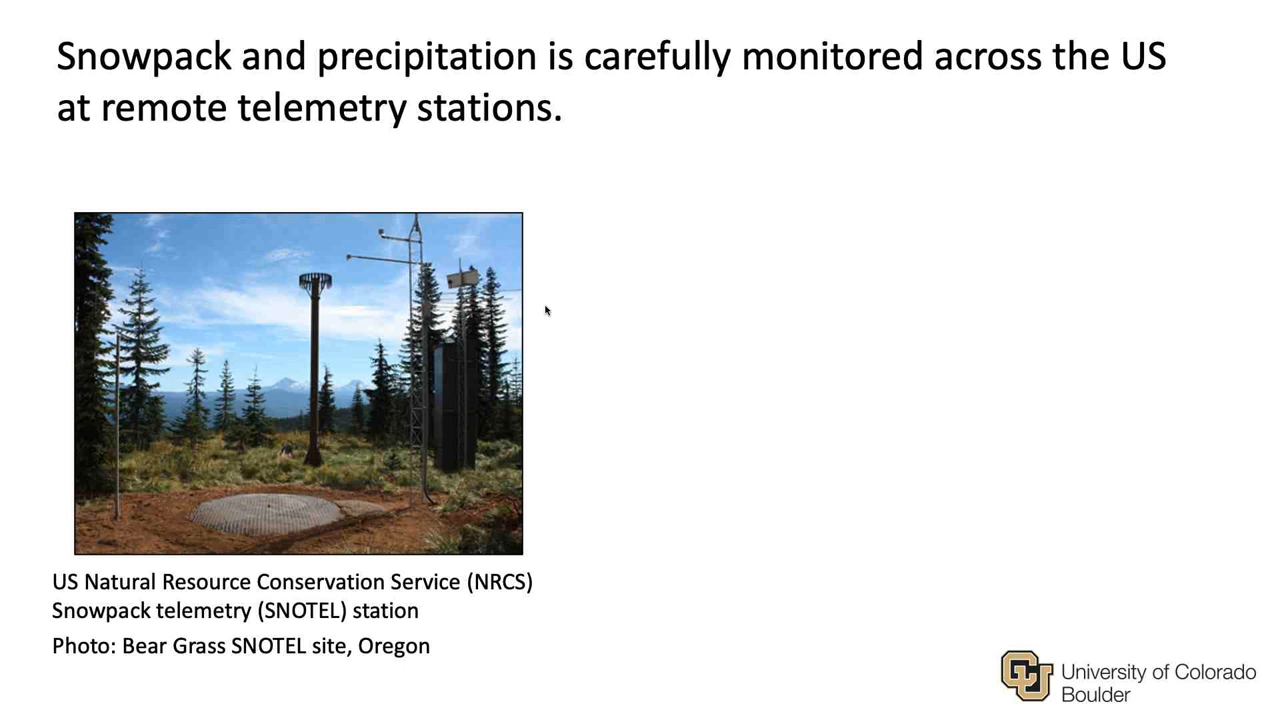 Snowpack and precipitation is carefully monitored across the US
at remote telemetry stations.
US Natural Resource Conservation Service (NRCS)
Snowpack telemetry (SNOTEL) station
Photo: Bear Grass SNOTEL site, Oregon
CU
University of Colorado
Boulder